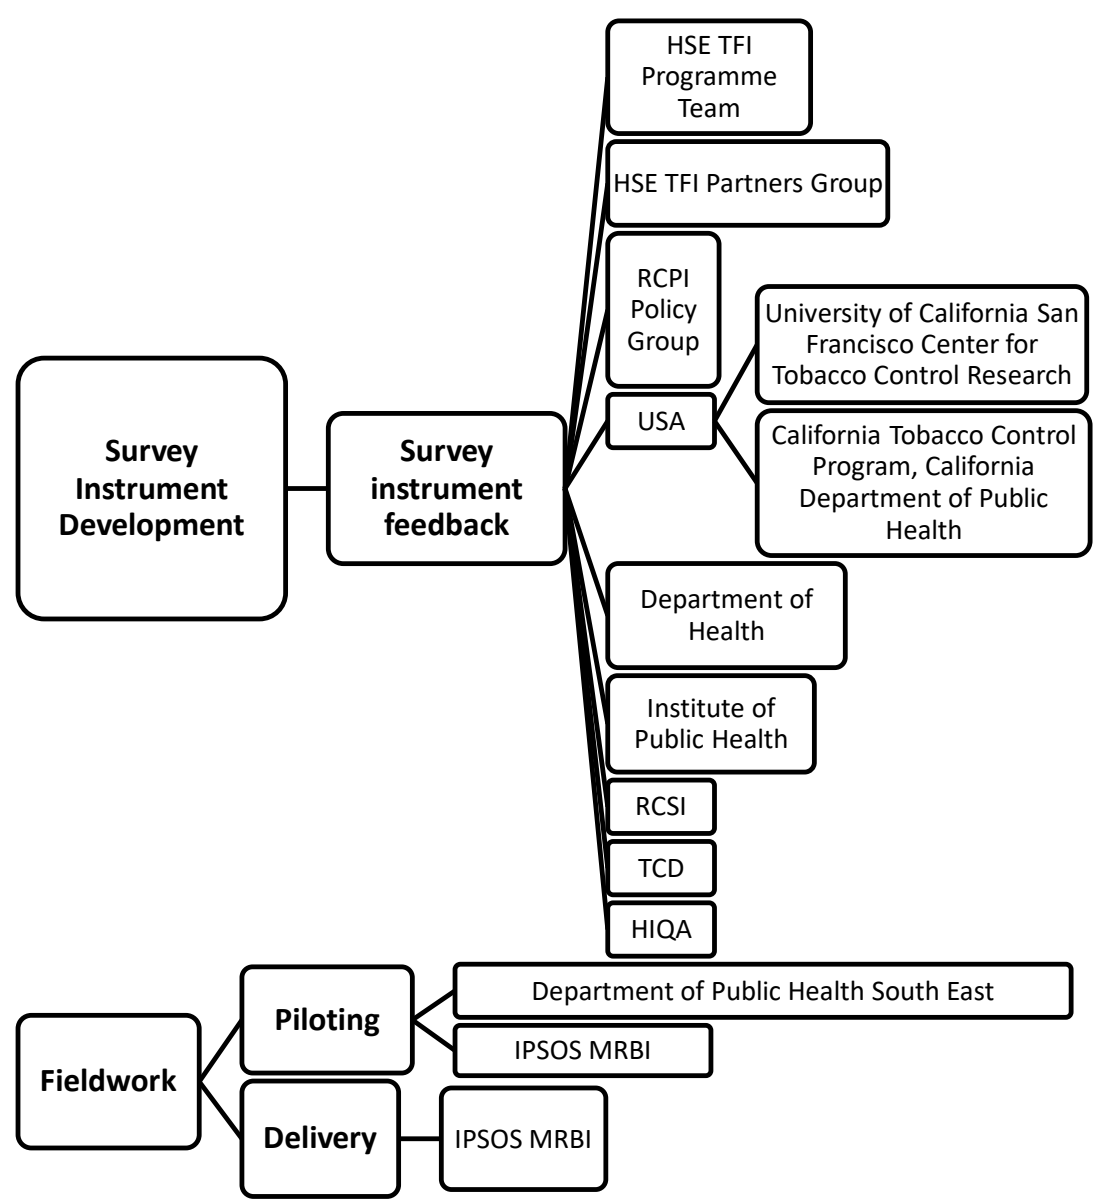 HSE TFI
Programme
Team
HSE TFI Partners Group
RCPI
Policy
Group
University of California San
Francisco Center for
Tobacco Control Research
USA
California Tobacco Control
Program, California
Department of Public
Health
Survey
Instrument
Development
Survey
instrument
feedback
Department of
Health
Institute of
Public Health
RCSI
TCD
HIQA
Fieldwork
Piloting
Department of Public Health South East
IPSOS MRBI
Delivery
IPSOS MRBI